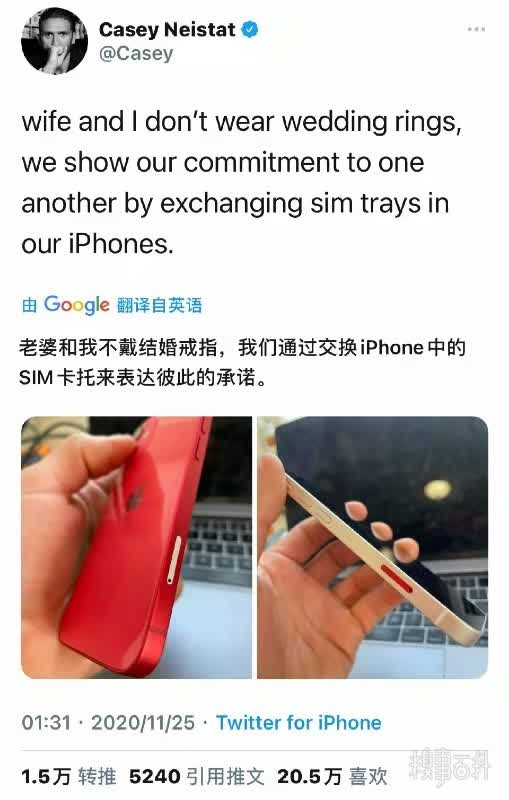 Casey Neistat
@Casey
wife and I don't wear wedding rings,
we show our commitment to one
another by exchanging sim trays in
our iPhones.
由 Google 翻译自英语
老婆和我不戴结婚戒指，我们通过交换iPhone中的
SIM卡托来表达彼此的承诺。
01:31 · 2020/11/25 · Twitter for iPhone
1.5万 转推 5240 引用推文 20.5万 喜欢
糗事百科